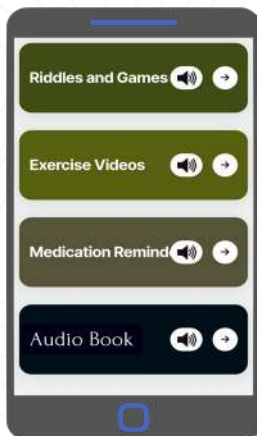 Riddles and Games
Exercise Videos
Medication Remind
Audio Book